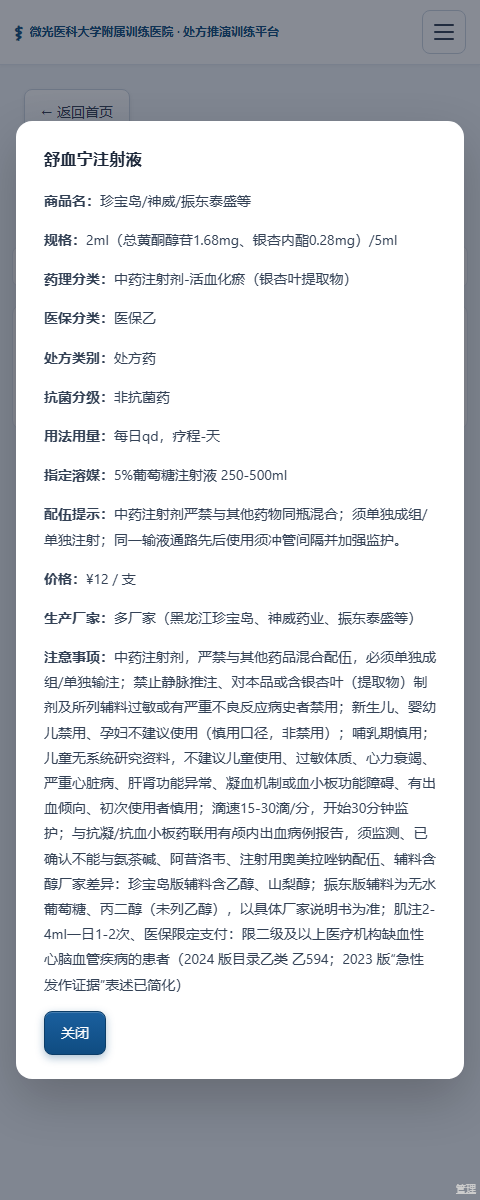 微光医科大学附属训练医院 · 处方推演训练平台
← 返回首页
舒血宁注射液
商品名：珍宝岛/神威/振东泰盛等
规格：2ml（总黄酮醇苷1.68mg、银杏内酯0.28mg）/5ml
药理分类：中药注射剂-活血化瘀（银杏叶提取物）
医保分类：医保乙
处方类别：处方药
抗菌分级：非抗菌药
用法用量：每日qd，疗程-天
指定溶媒：5%葡萄糖注射液 250-500ml
配伍提示：中药注射剂严禁与其他药物同瓶混合；须单独成组/
单独注射；同一输液通路先后使用须冲管间隔并加强监护。
价格：¥12 / 支
生产厂家：多厂家（黑龙江珍宝岛、神威药业、振东泰盛等）
注意事项：中药注射剂，严禁与其他药品混合配伍，必须单独成
组/单独输注；禁止静脉推注、对本品或含银杏叶（提取物）制
剂及所列辅料过敏或有严重不良反应病史者禁用；新生儿、婴幼
儿禁用、孕妇不建议使用（慎用口径，非禁用）；哺乳期慎用；
儿童无系统研究资料，不建议儿童使用、过敏体质、心力衰竭、
严重心脏病、肝肾功能异常、凝血机制或血小板功能障碍、有出
血倾向、初次使用者慎用；滴速15-30滴/分，开始30分钟监
护；与抗凝/抗血小板药联用有颅内出血病例报告，须监测、已
确认不能与氨茶碱、阿昔洛韦、注射用奥美拉唑钠配伍、辅料含
醇厂家差异：珍宝岛版辅料含乙醇、山梨醇；振东版辅料为无水
葡萄糖、丙二醇（未列乙醇），以具体厂家说明书为准；肌注2-
4ml一日1-2次、医保限定支付：限二级及以上医疗机构缺血性
心脑血管疾病的患者（2024 版目录乙类 乙594；2023 版“急性
发作证据”表述已简化）
关闭
管理